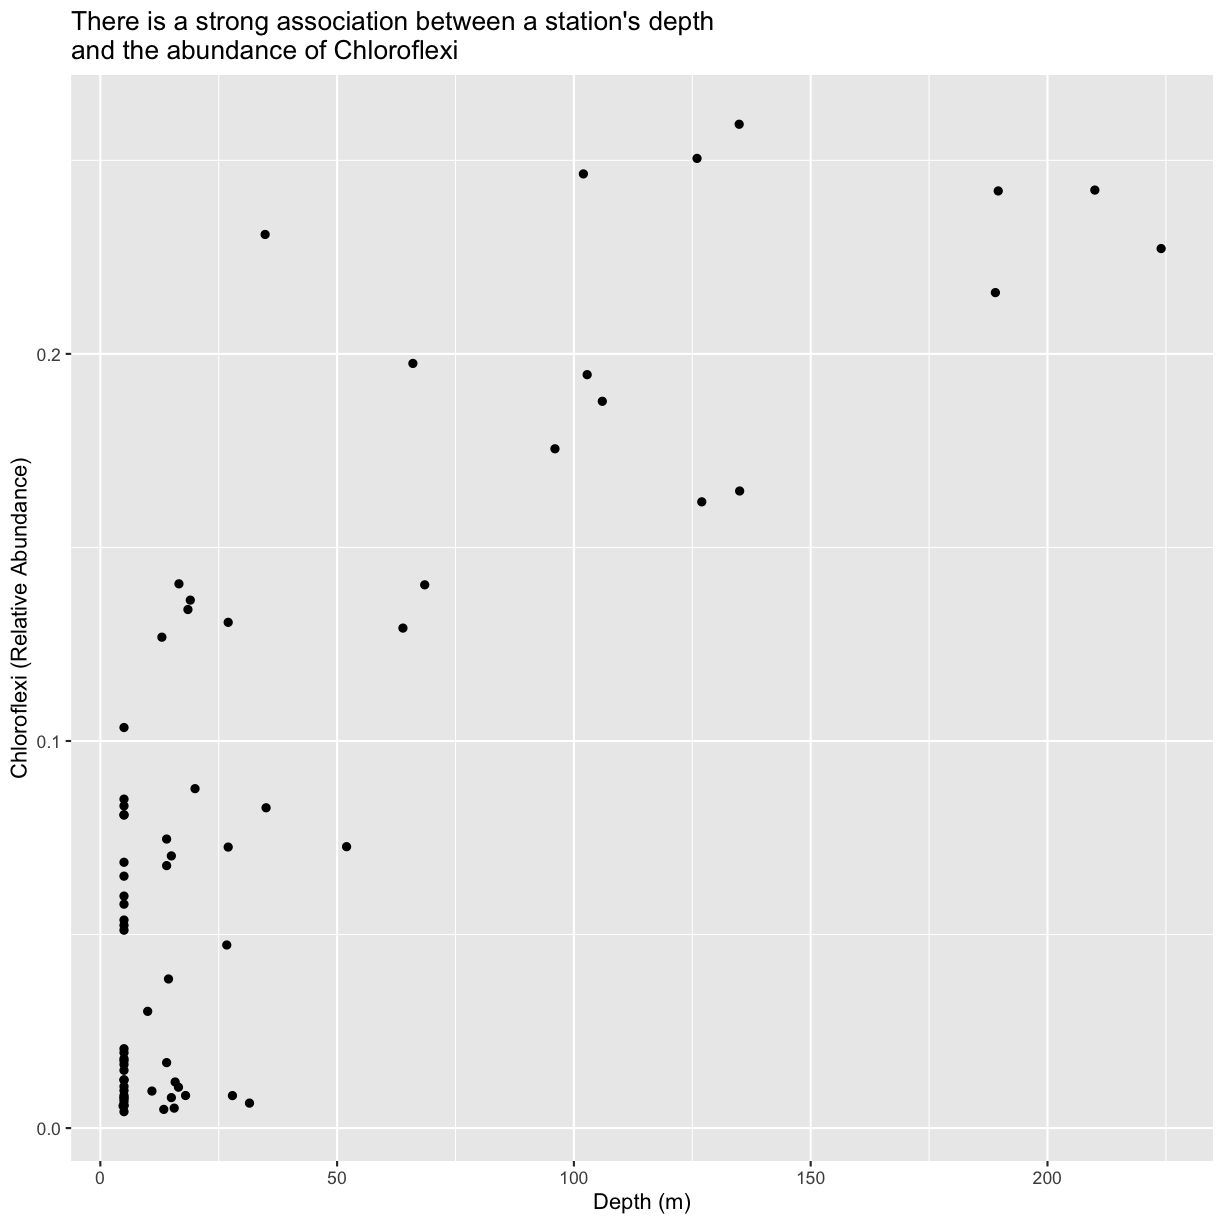 There is a strong association between a station's depth
and the abundance of Chloroflexi
Chloroflexi (Relative Abundance)
0.2
0.1
0.0
0
50
100
150
200
Depth (m)